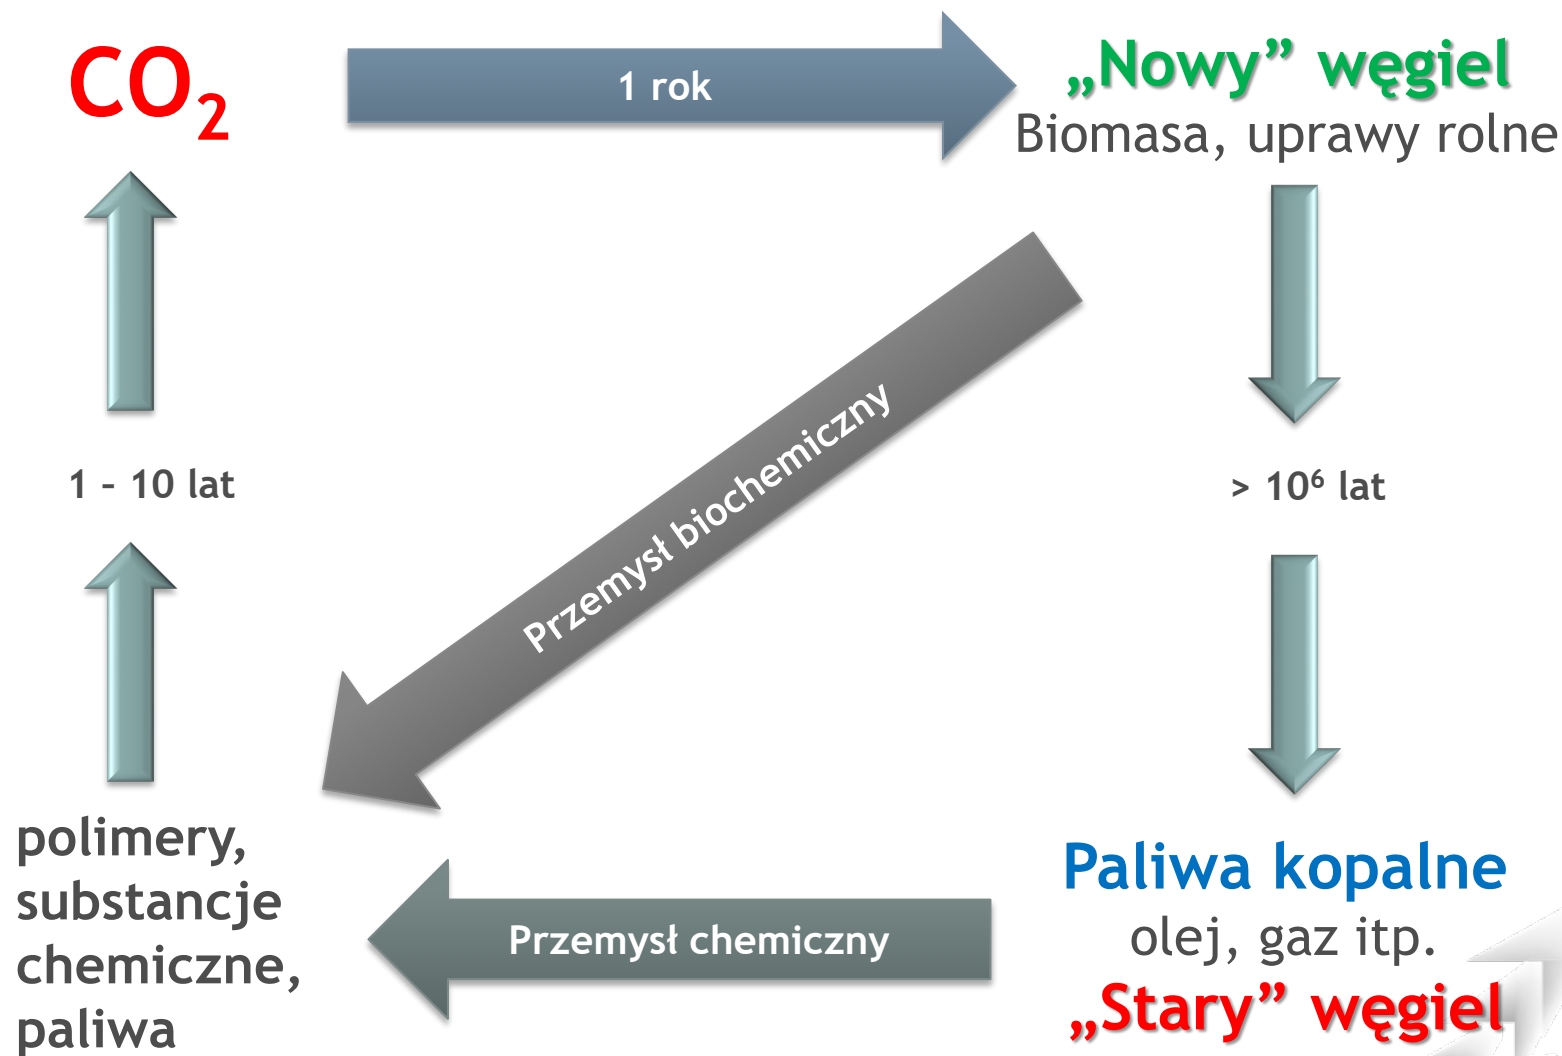 CO₂
1 rok
„Nowy” węgiel
Biomasa, uprawy rolne
1 – 10 lat
Przemysł biochemiczny
> 10⁶ lat
polimery,
substancje
chemiczne,
paliwa
Przemysł chemiczny
Paliwa kopalne
olej, gaz itp.
„Stary” węgiel